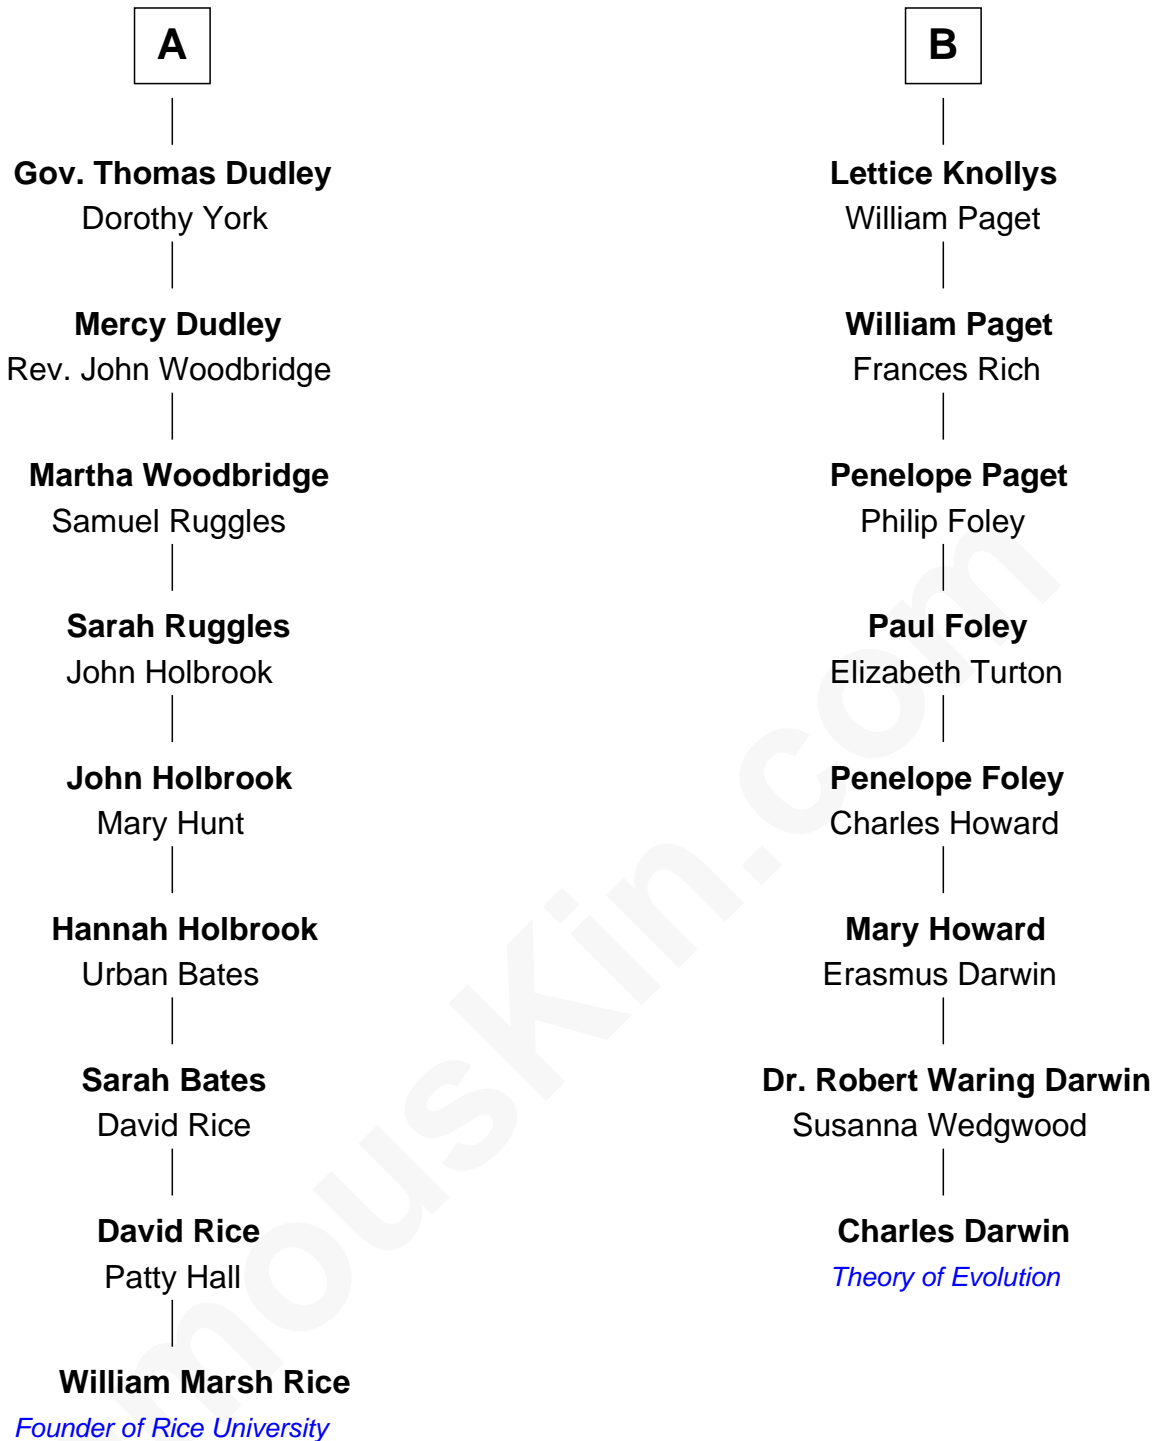 A
Gov. Thomas Dudley
Dorothy York
Mercy Dudley
Rev. John Woodbridge
Martha Woodbridge
Samuel Ruggles
Sarah Ruggles
John Holbrook
John Holbrook
Mary Hunt
Hannah Holbrook
Urban Bates
Sarah Bates
David Rice
David Rice
Patty Hall
William Marsh Rice
Founder of Rice University
B
Lettice Knollys
William Paget
William Paget
Frances Rich
Penelope Paget
Philip Foley
Paul Foley
Elizabeth Turton
Penelope Foley
Charles Howard
Mary Howard
Erasmus Darwin
Dr. Robert Waring Darwin
Susanna Wedgwood
Charles Darwin
Theory of Evolution
mousKin.com